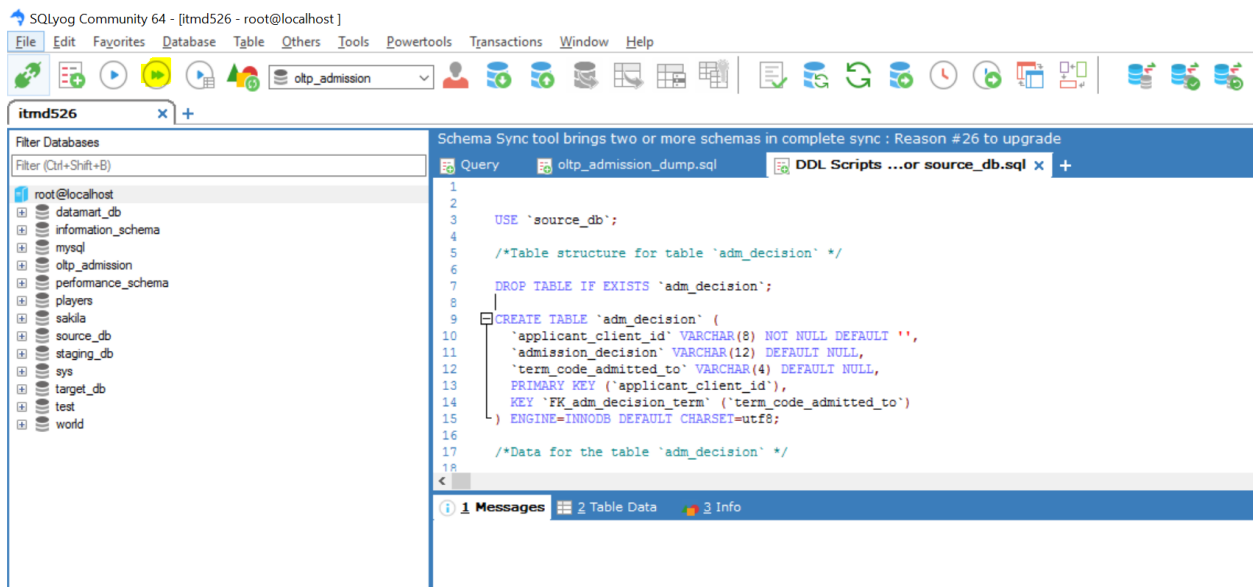 SQLyog Community 64 - [itmd526 - root@localhost ]
File Edit Favorites Database Table Others Tools Powertools Transactions Window Help
oltp_admission
itmd526 x +
Filter Databases
Filter (Ctrl+Shift+B)
root@localhost
datamart_db
information_schema
mysql
oltp_admission
performance_schema
players
sakila
source_db
staging_db
sys
target_db
test
world
Schema Sync tool brings two or more schemas in complete sync : Reason #26 to upgrade
Query oltp_admission_dump.sql DDL Scripts ...or source_db.sql x +
1
2
3 USE `source_db`;
4
5 /*Table structure for table `adm_decision` */
6
7 DROP TABLE IF EXISTS `adm_decision`;
8
9 CREATE TABLE `adm_decision` (
10 `applicant_client_id` VARCHAR(8) NOT NULL DEFAULT '',
11 `admission_decision` VARCHAR(12) DEFAULT NULL,
12 `term_code_admitted_to` VARCHAR(4) DEFAULT NULL,
13 PRIMARY KEY (`applicant_client_id`),
14 KEY `FK_adm_decision_term` (`term_code_admitted_to`)
15 ) ENGINE=INNODB DEFAULT CHARSET=utf8;
16
17 /*Data for the table `adm_decision` */
18
1 Messages 2 Table Data 3 Info